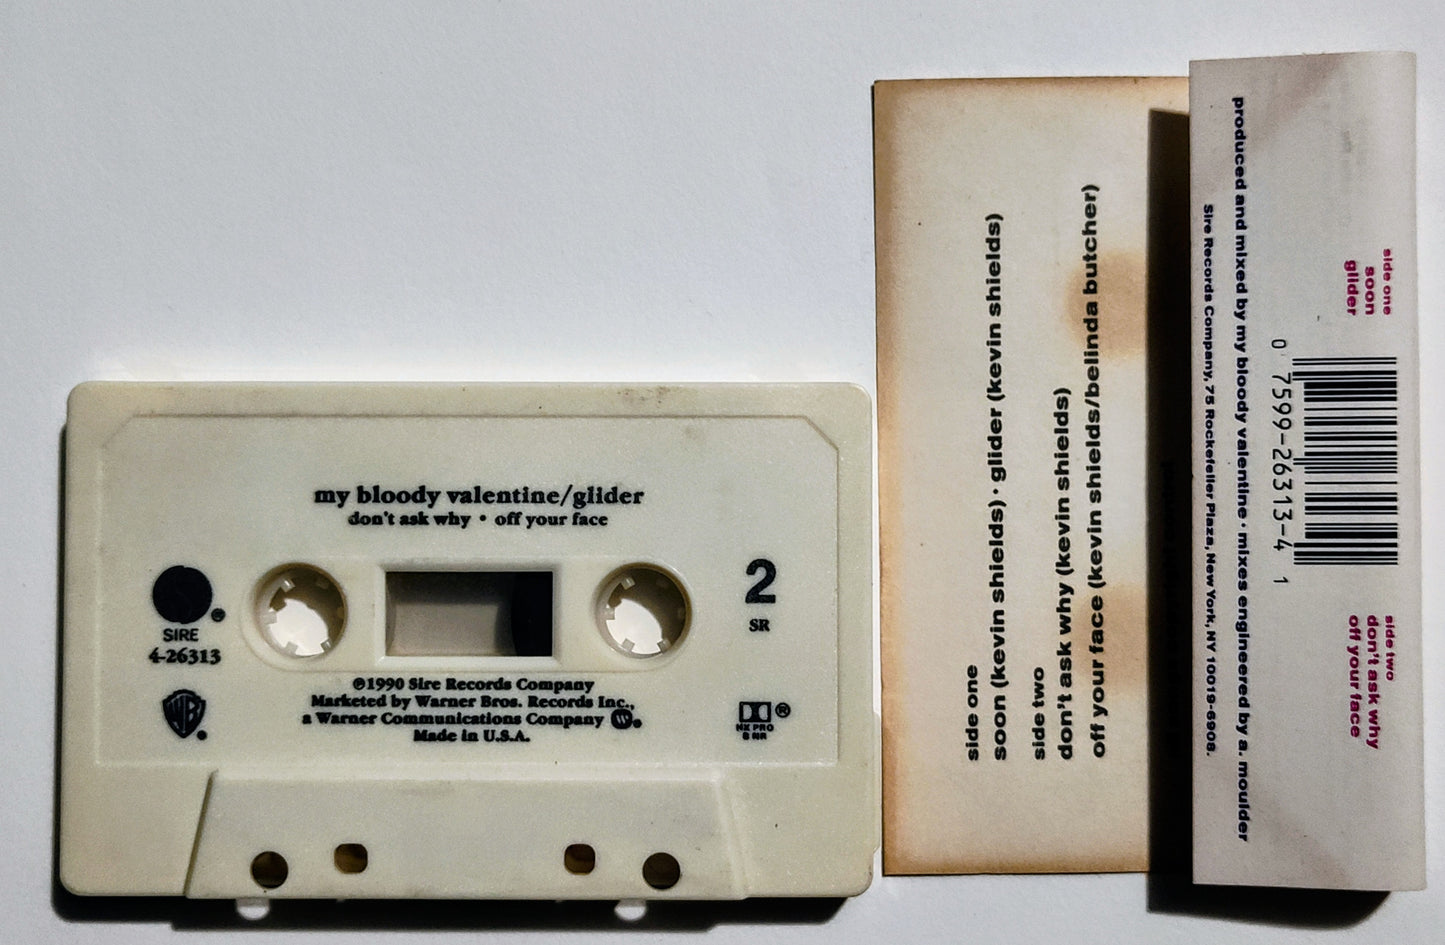 my bloody valentine/glider
don't ask why • off your face
2
SR
®
SIRE
4-26313
℗1990 Sire Records Company
Marketed by Warner Bros. Records Inc.,
a Warner Communications Company
Made in U.S.A.
®
HX PRO
B NR
side one
soon (kevin shields) · glider (kevin shields)
side two
don't ask why (kevin shields)
off your face (kevin shields/belinda butcher)
side one
soon
glider
side two
don't ask why
off your face
0 7599-26313-4 1
produced and mixed by my bloody valentine · mixes engineered by a. moulder
Sire Records Company, 75 Rockefeller Plaza, New York, NY 10019-6908.